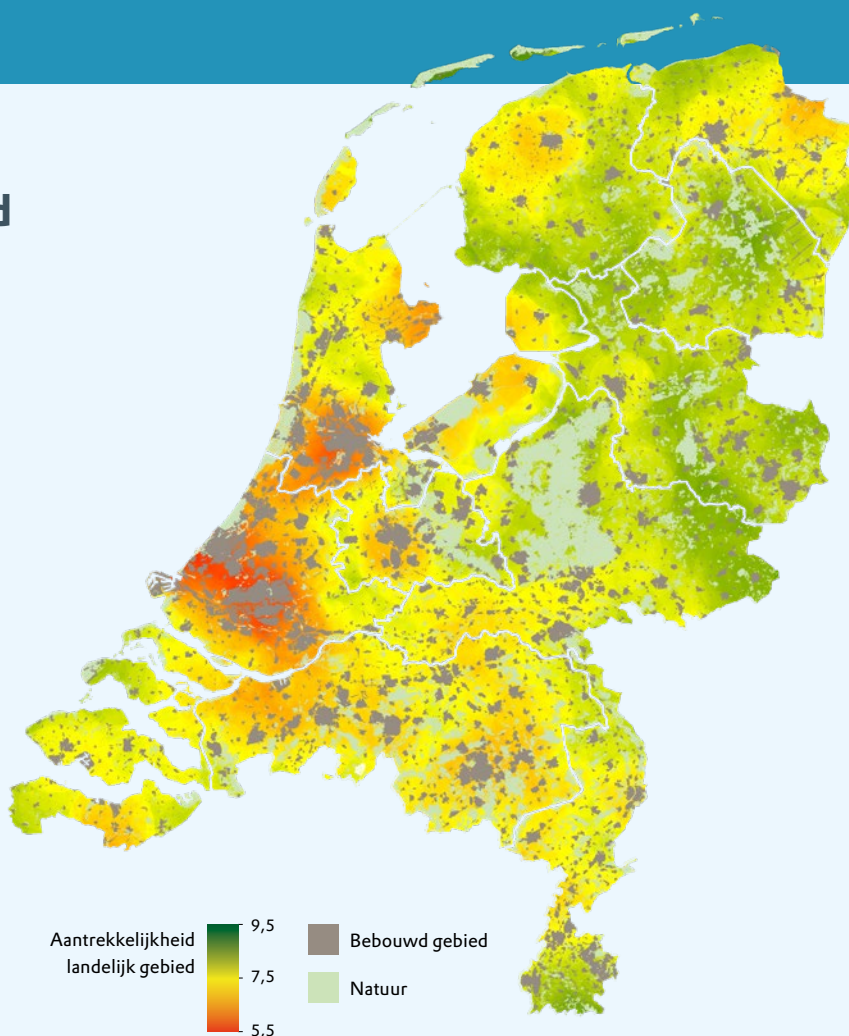 d
Aantrekkelijkheid
landelijk gebied
9,5
7,5
5,5
Bebouwd gebied
Natuur